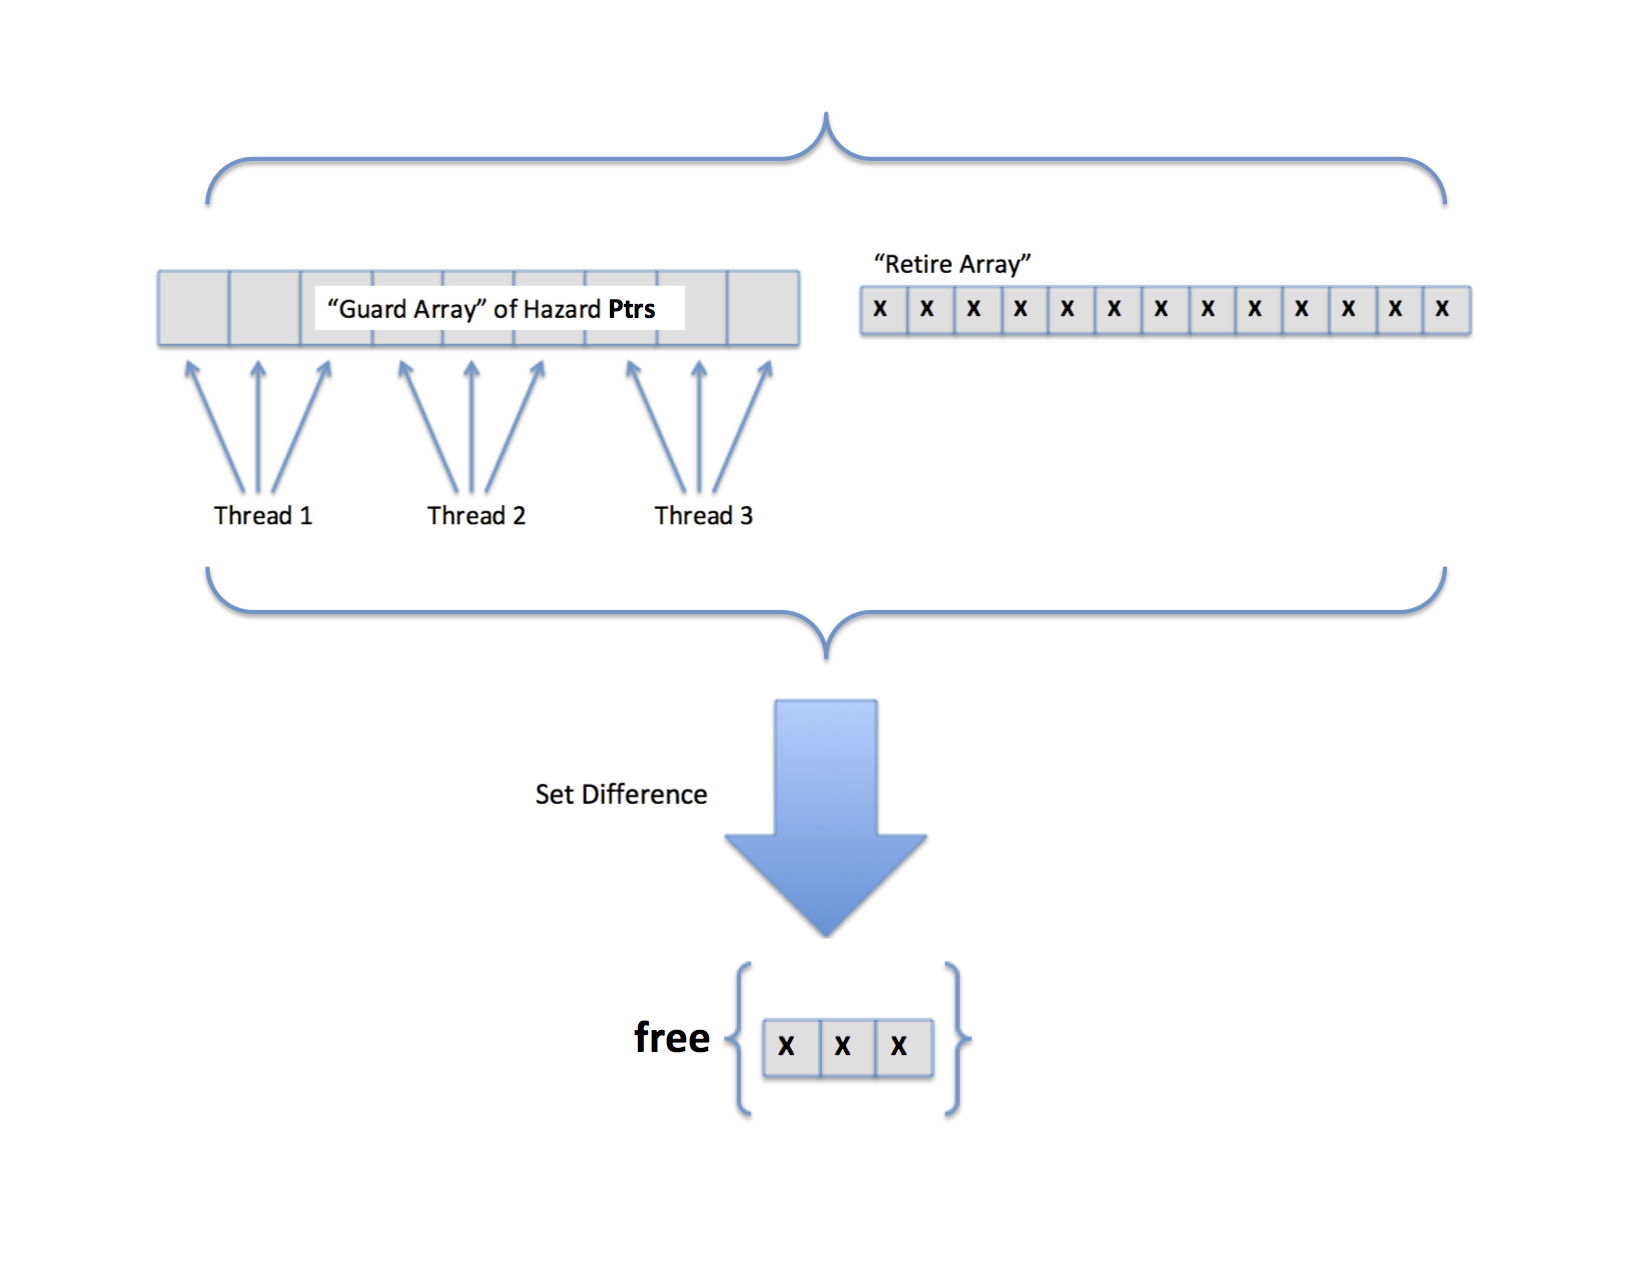 “Retire Array”
“Guard Array” of Hazard Ptrs
X X X X X X X X X X X X X
Thread 1 Thread 2 Thread 3
Set Difference
free
X X X